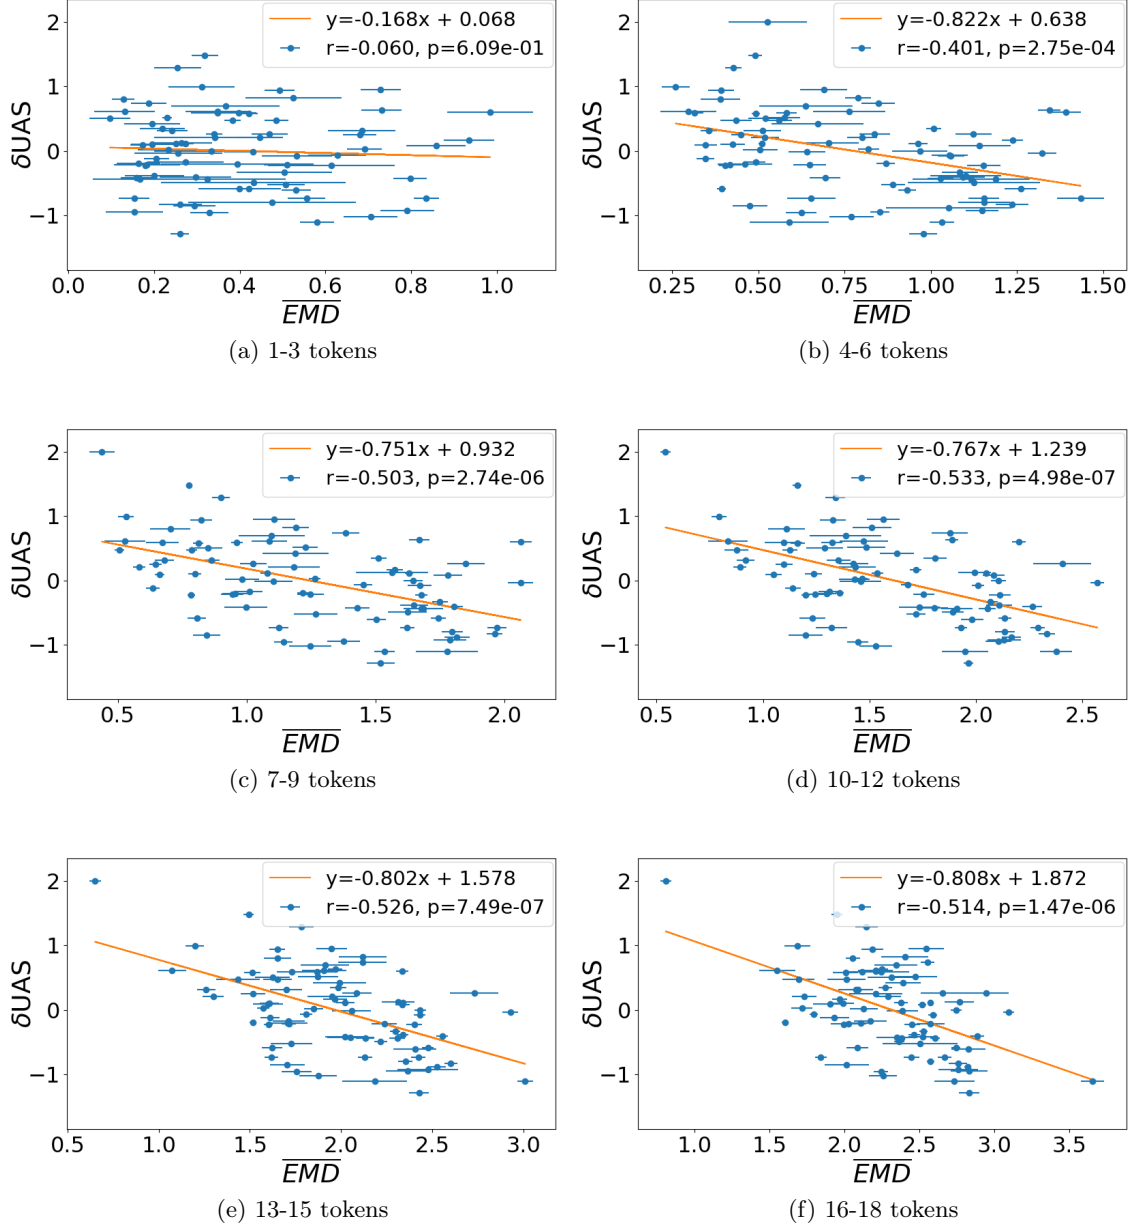 y=-0.168x + 0.068
r=-0.060, p=6.09e-01
2
1
0
−1
δUAS
0.0 0.2 0.4 0.6 0.8 1.0
EMD
(a) 1-3 tokens
y=-0.822x + 0.638
r=-0.401, p=2.75e-04
2
1
0
−1
δUAS
0.25 0.50 0.75 1.00 1.25 1.50
EMD
(b) 4-6 tokens
y=-0.751x + 0.932
r=-0.503, p=2.74e-06
2
1
0
−1
δUAS
0.5 1.0 1.5 2.0
EMD
(c) 7-9 tokens
y=-0.767x + 1.239
r=-0.533, p=4.98e-07
2
1
0
−1
δUAS
0.5 1.0 1.5 2.0 2.5
EMD
(d) 10-12 tokens
y=-0.802x + 1.578
r=-0.526, p=7.49e-07
2
1
0
−1
δUAS
0.5 1.0 1.5 2.0 2.5 3.0
EMD
(e) 13-15 tokens
y=-0.808x + 1.872
r=-0.514, p=1.47e-06
2
1
0
−1
δUAS
1.0 1.5 2.0 2.5 3.0 3.5
EMD
(f) 16-18 tokens